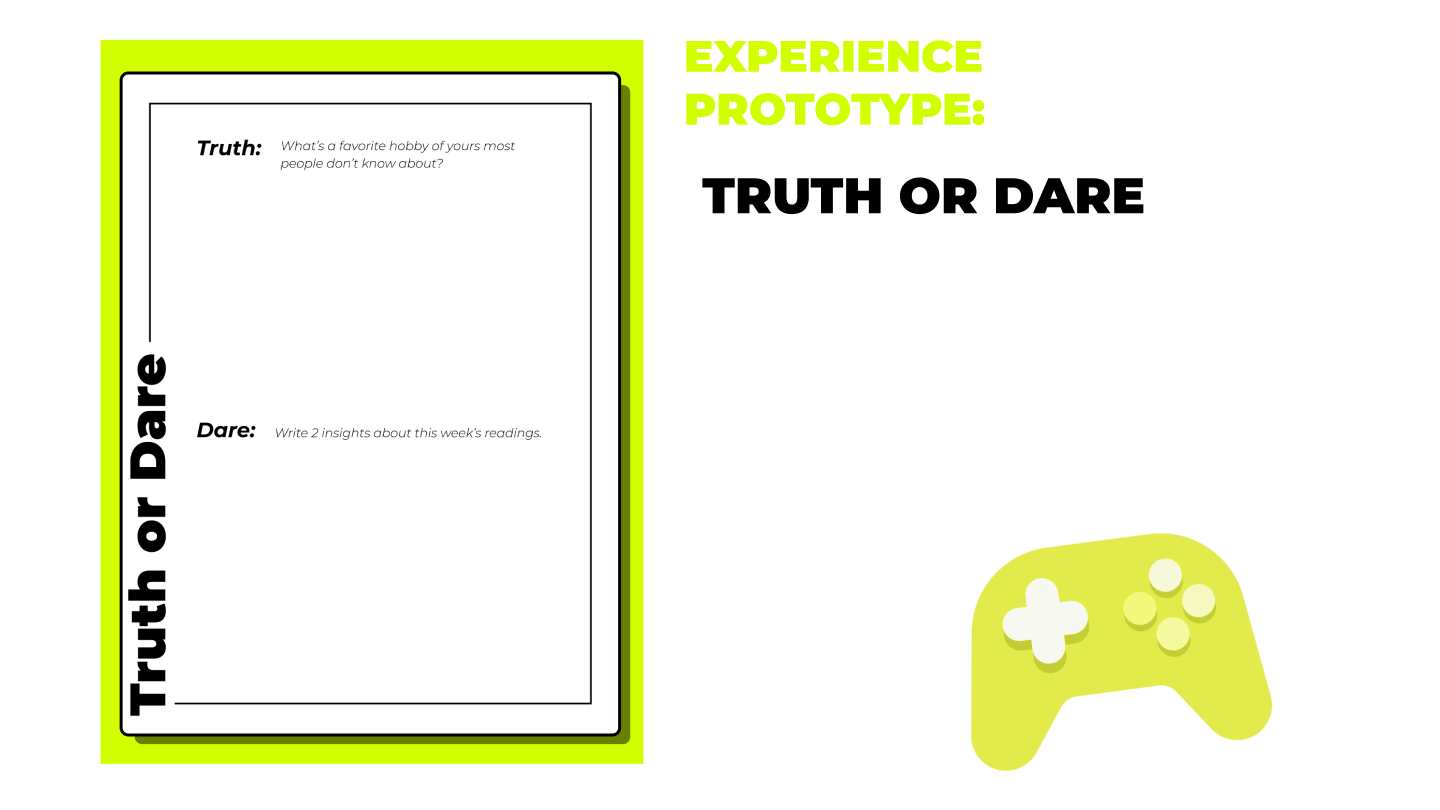 EXPERIENCE
PROTOTYPE:
TRUTH OR DARE
Truth or Dare
Truth: What’s a favorite hobby of yours most
people don’t know about?
Dare: Write 2 insights about this week’s readings.